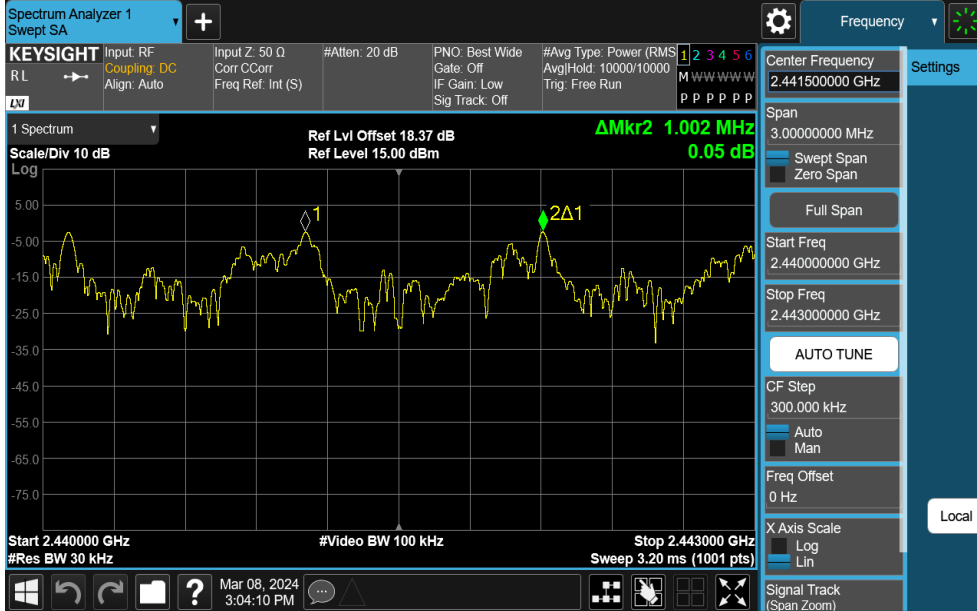 Spectrum Analyzer 1
Swept SA
+
Frequency
KEYSIGHT
R L
LXI
Input: RF
Coupling: DC
Align: Auto
Input Z: 50 Ω
Corr CCorr
Freq Ref: Int (S)
#Atten: 20 dB
PNO: Best Wide
Gate: Off
IF Gain: Low
Sig Track: Off
#Avg Type: Power (RMS
Avg|Hold: 10000/10000
Trig: Free Run
1 2 3 4 5 6
M W W W W W
P P P P P P
1 Spectrum
Scale/Div 10 dB
Log
Ref Lvl Offset 18.37 dB
Ref Level 15.00 dBm
ΔMkr2 1.002 MHz
0.05 dB
1
2Δ1
5.00
-5.00
-15.0
-25.0
-35.0
-45.0
-55.0
-65.0
-75.0
Start 2.440000 GHz
#Res BW 30 kHz
#Video BW 100 kHz
Stop 2.443000 GHz
Sweep 3.20 ms (1001 pts)
?
Mar 08, 2024
3:04:10 PM
Center Frequency
2.441500000 GHz
Span
3.00000000 MHz
Swept Span
Zero Span
Full Span
Start Freq
2.440000000 GHz
Stop Freq
2.443000000 GHz
AUTO TUNE
CF Step
300.000 kHz
Auto
Man
Freq Offset
0 Hz
X Axis Scale
Log
Lin
Signal Track
(Span Zoom)
Settings
Local